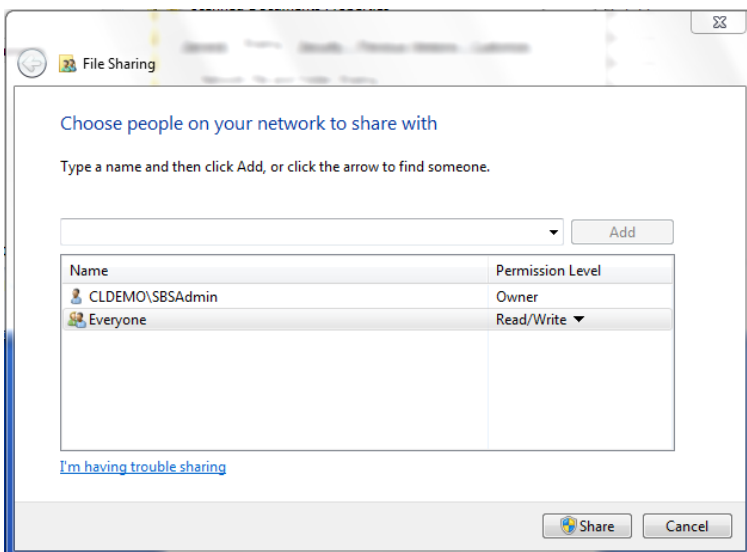 File Sharing
Choose people on your network to share with
Type a name and then click Add, or click the arrow to find someone.
Add
Name Permission Level
CLDEMO\SBSAdmin Owner
Everyone Read/Write
I'm having trouble sharing
Share Cancel